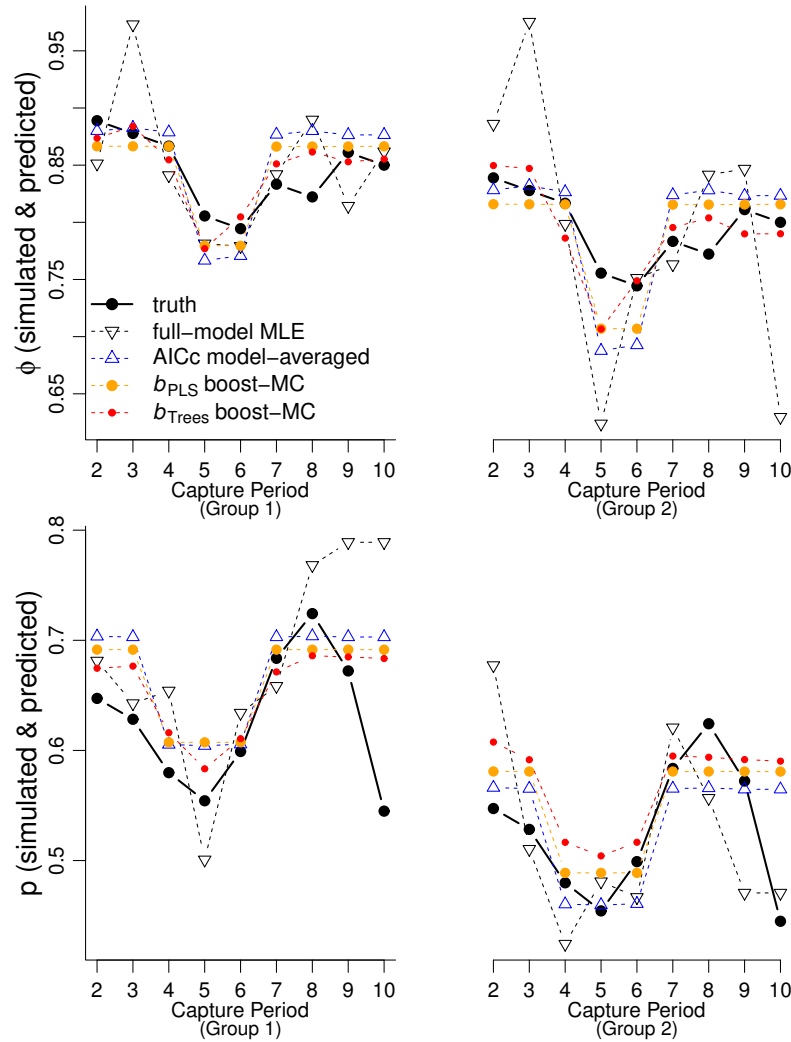 ϕ (simulated & predicted)
0.95
0.85
0.75
0.65
truth
full−model MLE
AICc model−averaged
bPLS boost−MC
bTrees boost−MC
2 3 4 5 6 7 8 9 10
Capture Period
(Group 1)
2 3 4 5 6 7 8 9 10
Capture Period
(Group 2)
p (simulated & predicted)
0.8
0.7
0.6
0.5
2 3 4 5 6 7 8 9 10
Capture Period
(Group 1)
2 3 4 5 6 7 8 9 10
Capture Period
(Group 2)